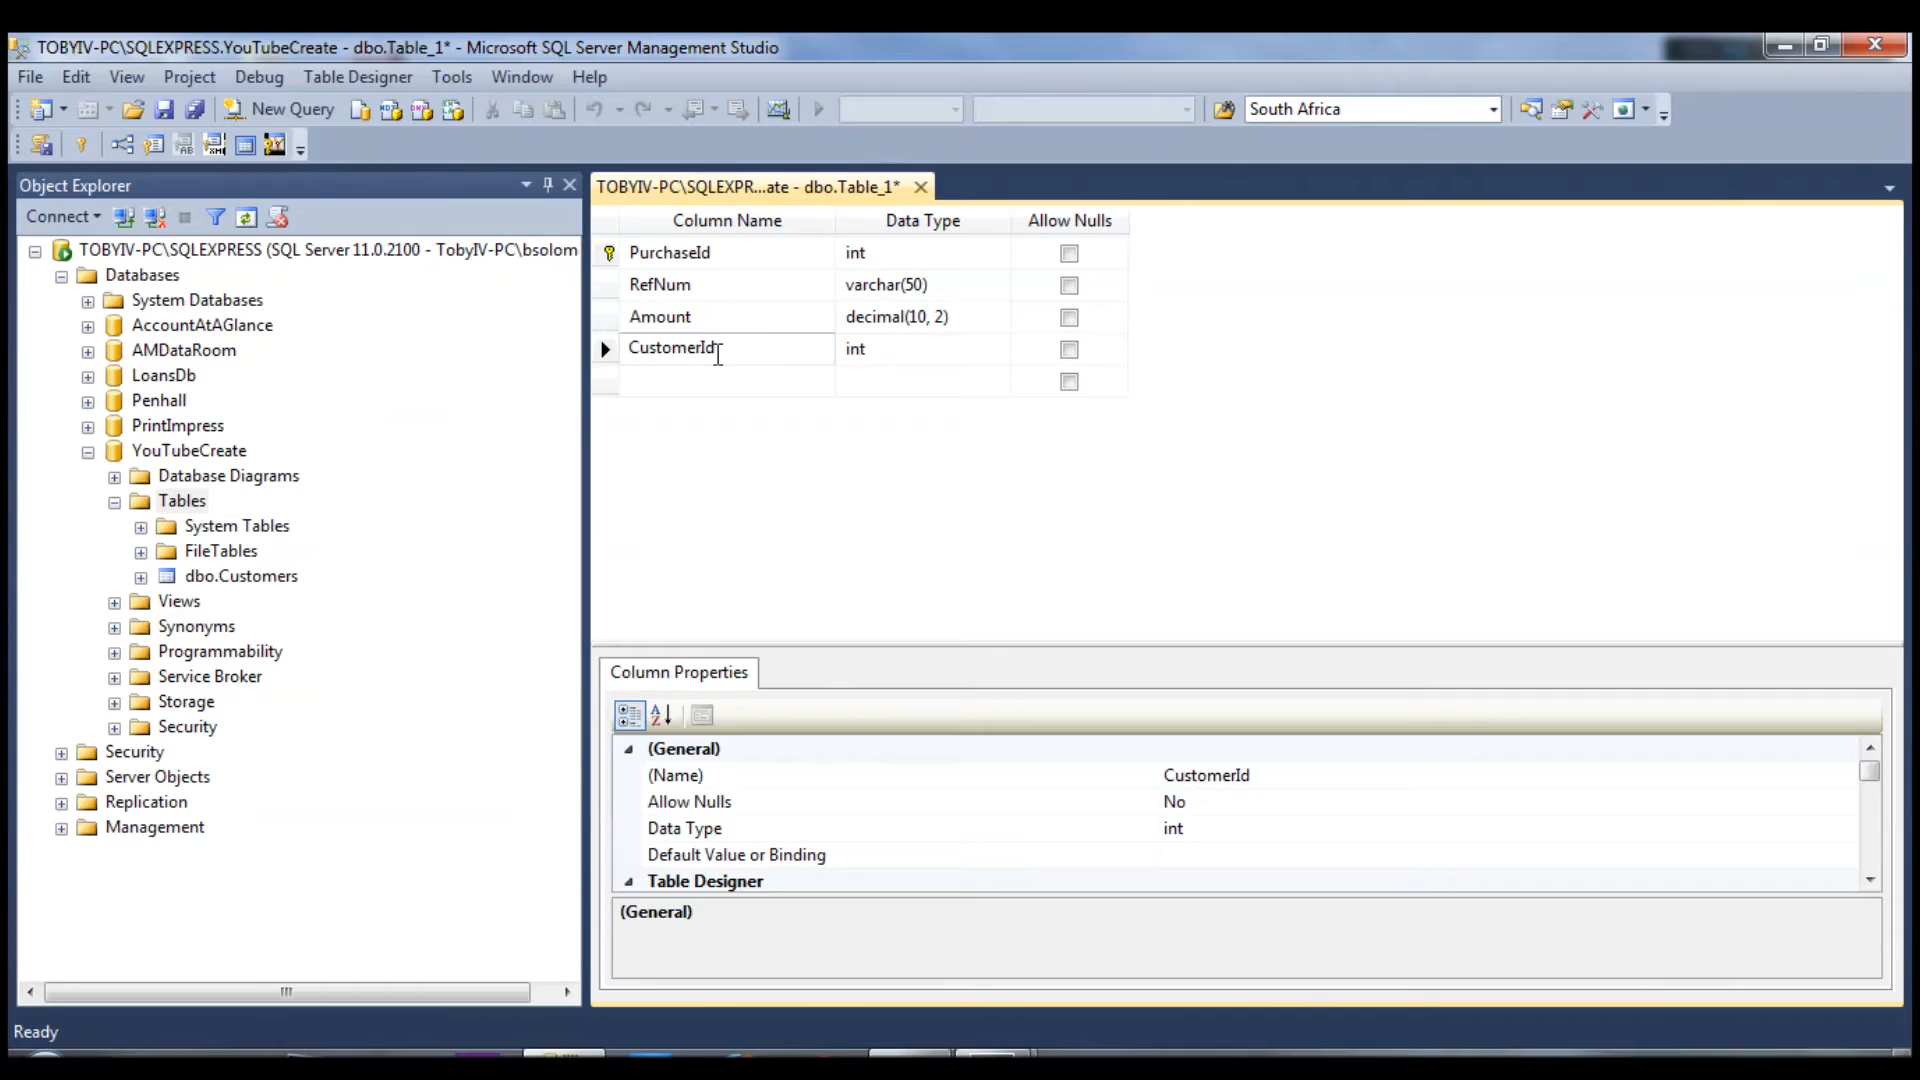 TOBYIV-PC\SQLEXPRESS.YouTubeCreate - dbo.Table_1* - Microsoft SQL Server Management Studio
File Edit View Project Debug Table Designer Tools Window Help
New Query South Africa
Object Explorer
Connect
TOBYIV-PC\SQLEXPRESS (SQL Server 11.0.2100 - TobyIV-PC\bsolom
Databases
System Databases
AccountAtAGlance
AMDataRoom
LoansDb
Penhall
PrintImpress
YouTubeCreate
Database Diagrams
Tables
System Tables
FileTables
dbo.Customers
Views
Synonyms
Programmability
Service Broker
Storage
Security
Security
Server Objects
Replication
Management
TOBYIV-PC\SQLEXPR...ate - dbo.Table_1*
Column Name Data Type Allow Nulls
PurchaseId int
RefNum varchar(50)
Amount decimal(10, 2)
CustomerId int
Column Properties
(General)
(Name) CustomerId
Allow Nulls No
Data Type int
Default Value or Binding
Table Designer
(General)
Ready